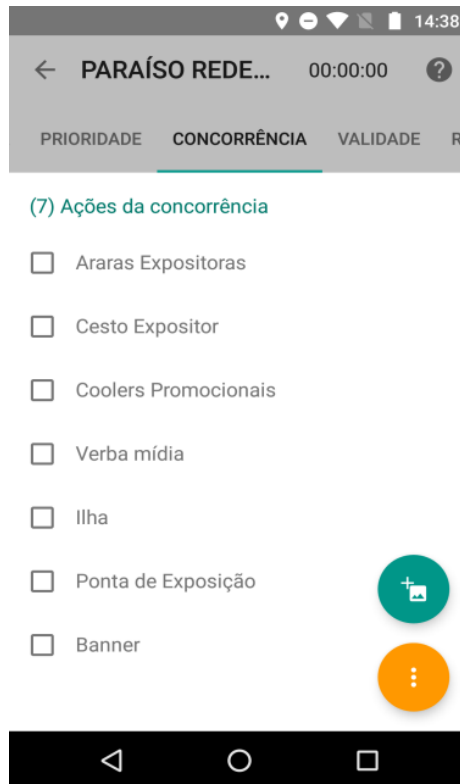 14:38
PARAÍSO REDE... 00:00:00
PRIORIDADE CONCORRÊNCIA VALIDADE R
(7) Ações da concorrência
Araras Expositoras
Cesto Expositor
Coolers Promocionais
Verba mídia
Ilha
Ponta de Exposição
Banner